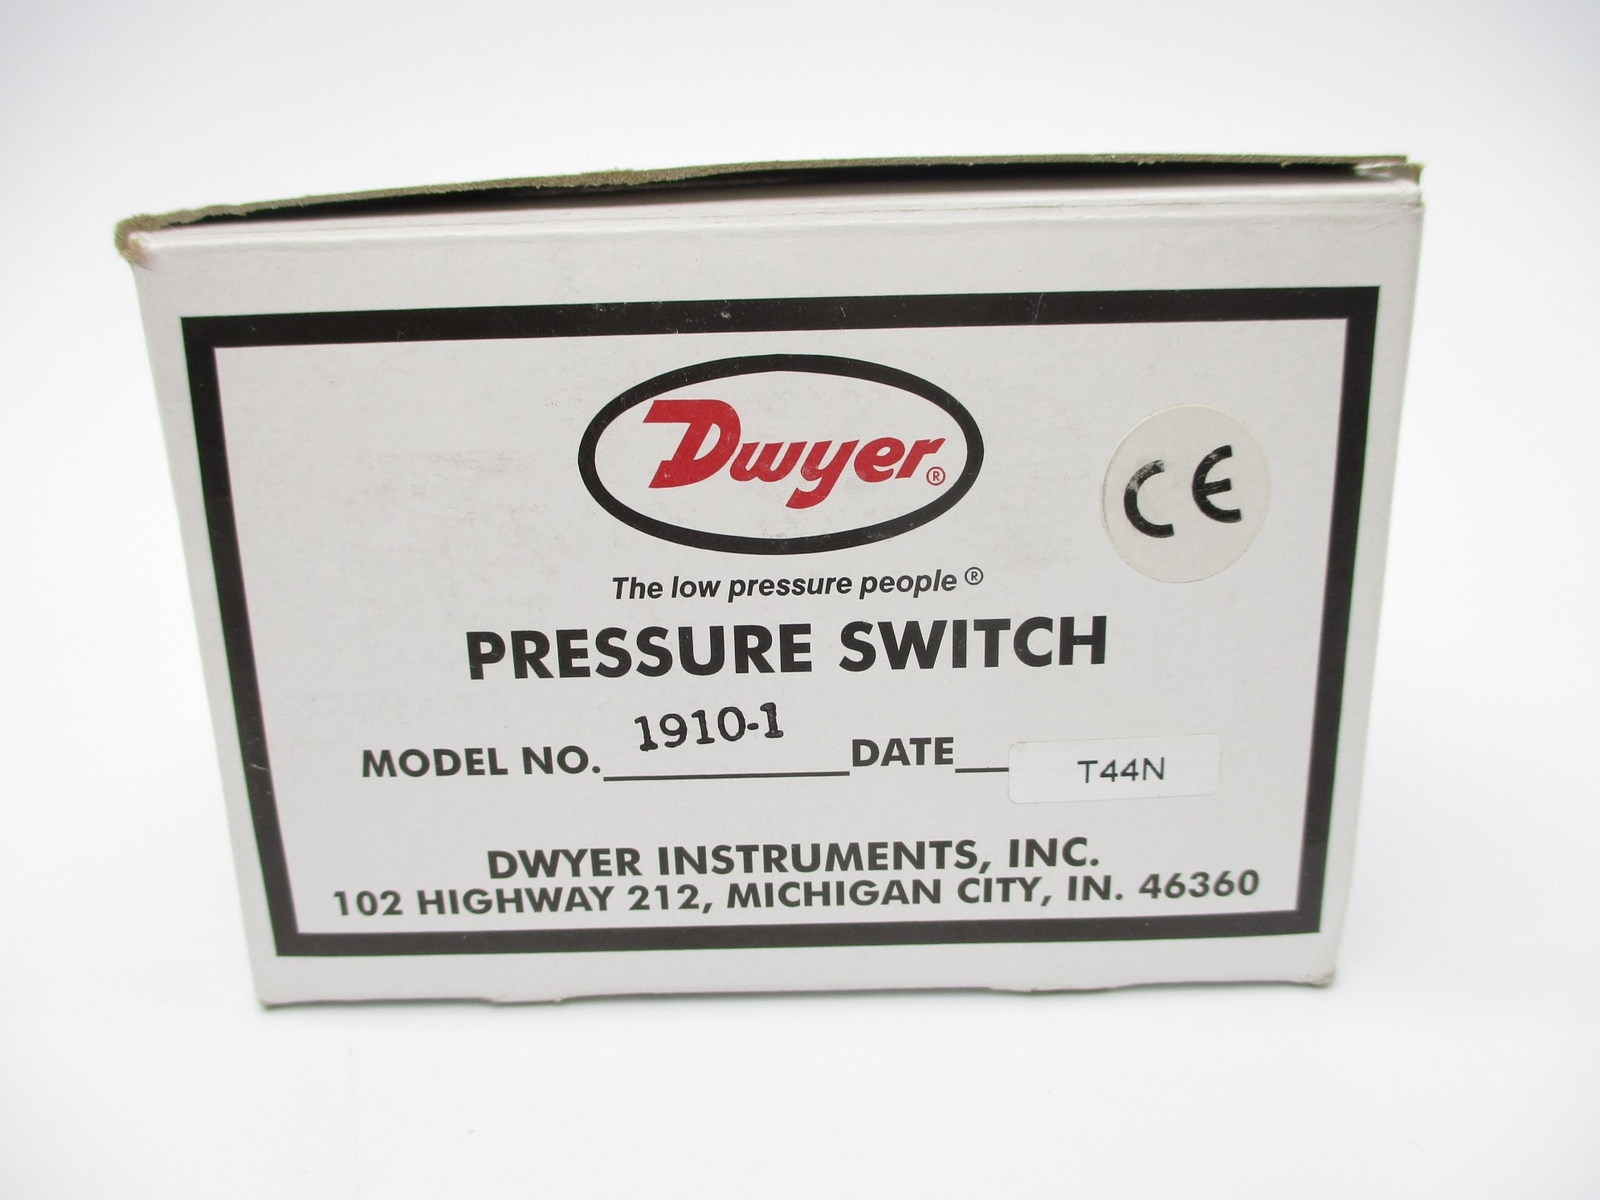 Dwyer®
CE
The low pressure people®
PRESSURE SWITCH
MODEL NO. 1910-1 DATE T44N
DWYER INSTRUMENTS, INC.
102 HIGHWAY 212, MICHIGAN CITY, IN. 46360